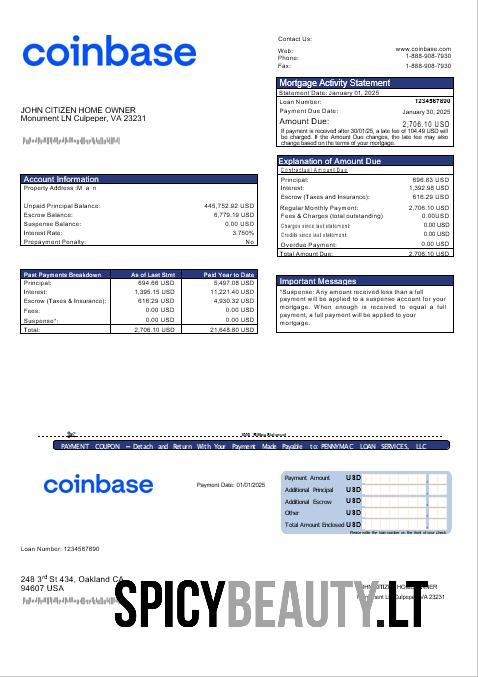 coinbase
Contact Us:
Web: www.coinbase.com
Phone: 1-888-908-7930
Fax: 1-888-908-7930
Mortgage Activity Statement
Statement Date: January 01, 2025
Loan Number: 1234567890
Payment Due Date: January 30, 2025
Amount Due: 2,706.10 USD
If payment is received after 30/01/25, a late fee of 104.49 USD will
be charged. If the Amount Due Changes, the late fee may also
change based on the terms of your mortgage.
JOHN CITIZEN HOME OWNER
Monument LN Culpeper, VA 23231
Explanation of Amount Due
Contractual Amount Due
Principal: 696.83 USD
Interest: 1,392.98 USD
Escrow (Taxes and Insurance): 616.29 USD
Regular Monthly Payment: 2,706.10 USD
Fees & Charges (total outstanding) 0.00USD
Charges since last statement: 0.00 USD
Credits since last statement: 0.00 USD
Overdue Payment: 0.00 USD
Total Amount Due: 2,706.10 USD
Account Information
Property Address :M a n
Unpaid Principal Balance: 445,752.92 USD
Escrow Balance: 6,779.19 USD
Suspense Balance: 0.00 USD
Interest Rate: 3.750%
Prepayment Penalty: No
Past Payments Breakdown As of Last Stmt Paid Year to Date
Principal: 694.66 USD 5,497.08 USD
Interest: 1,395.15 USD 11,221.40 USD
Escrow (Taxes & Insurance): 616.29 USD 4,930.32 USD
Fees: 0.00 USD 0.00 USD
Suspense*: 0.00 USD 0.00 USD
Total: 2,706.10 USD 21,648.80 USD
Important Messages
*Suspense: Any amount received less than a full
payment will be applied to a suspense account for your
mortgage. When enough is received to equal a full
payment, a full payment will be applied to your
mortgage.
PAYMENT COUPON – Detach and Return With Your Payment Made Payable to: PENNYMAC LOAN SERVICES, LLC
coinbase
Payment Date: 01/01/2025
Payment Amount USD
Additional Principal USD
Additional Escrow USD
Other USD
Total Amount Enclosed USD
Please write the loan number on the front of your check
Loan Number: 1234567890
248 3rd St 434, Oakland CA
94607 USA
SPICYBEAUTY.LT